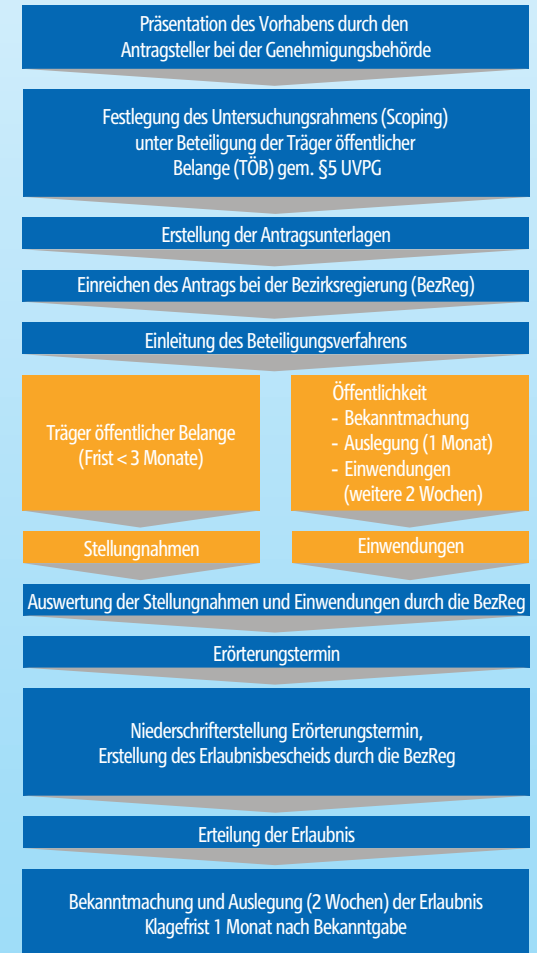 Präsentation des Vorhabens durch den
Antragsteller bei der Genehmigungsbehörde
Festlegung des Untersuchungsrahmens (Scoping)
unter Beteiligung der Träger öffentlicher
Belange (TÖB) gem. §5 UVPG
Erstellung der Antragsunterlagen
Einreichen des Antrags bei der Bezirksregierung (BezReg)
Einleitung des Beteiligungsverfahrens
Träger öffentlicher Belange
(Frist < 3 Monate)
Öffentlichkeit
- Bekanntmachung
- Auslegung (1 Monat)
- Einwendungen
(weitere 2 Wochen)
Stellungnahmen
Einwendungen
Auswertung der Stellungnahmen und Einwendungen durch die BezReg
Erörterungstermin
Niederschrifterstellung Erörterungstermin,
Erstellung des Erlaubnisbescheids durch die BezReg
Erteilung der Erlaubnis
Bekanntmachung und Auslegung (2 Wochen) der Erlaubnis
Klagefrist 1 Monat nach Bekanntgabe